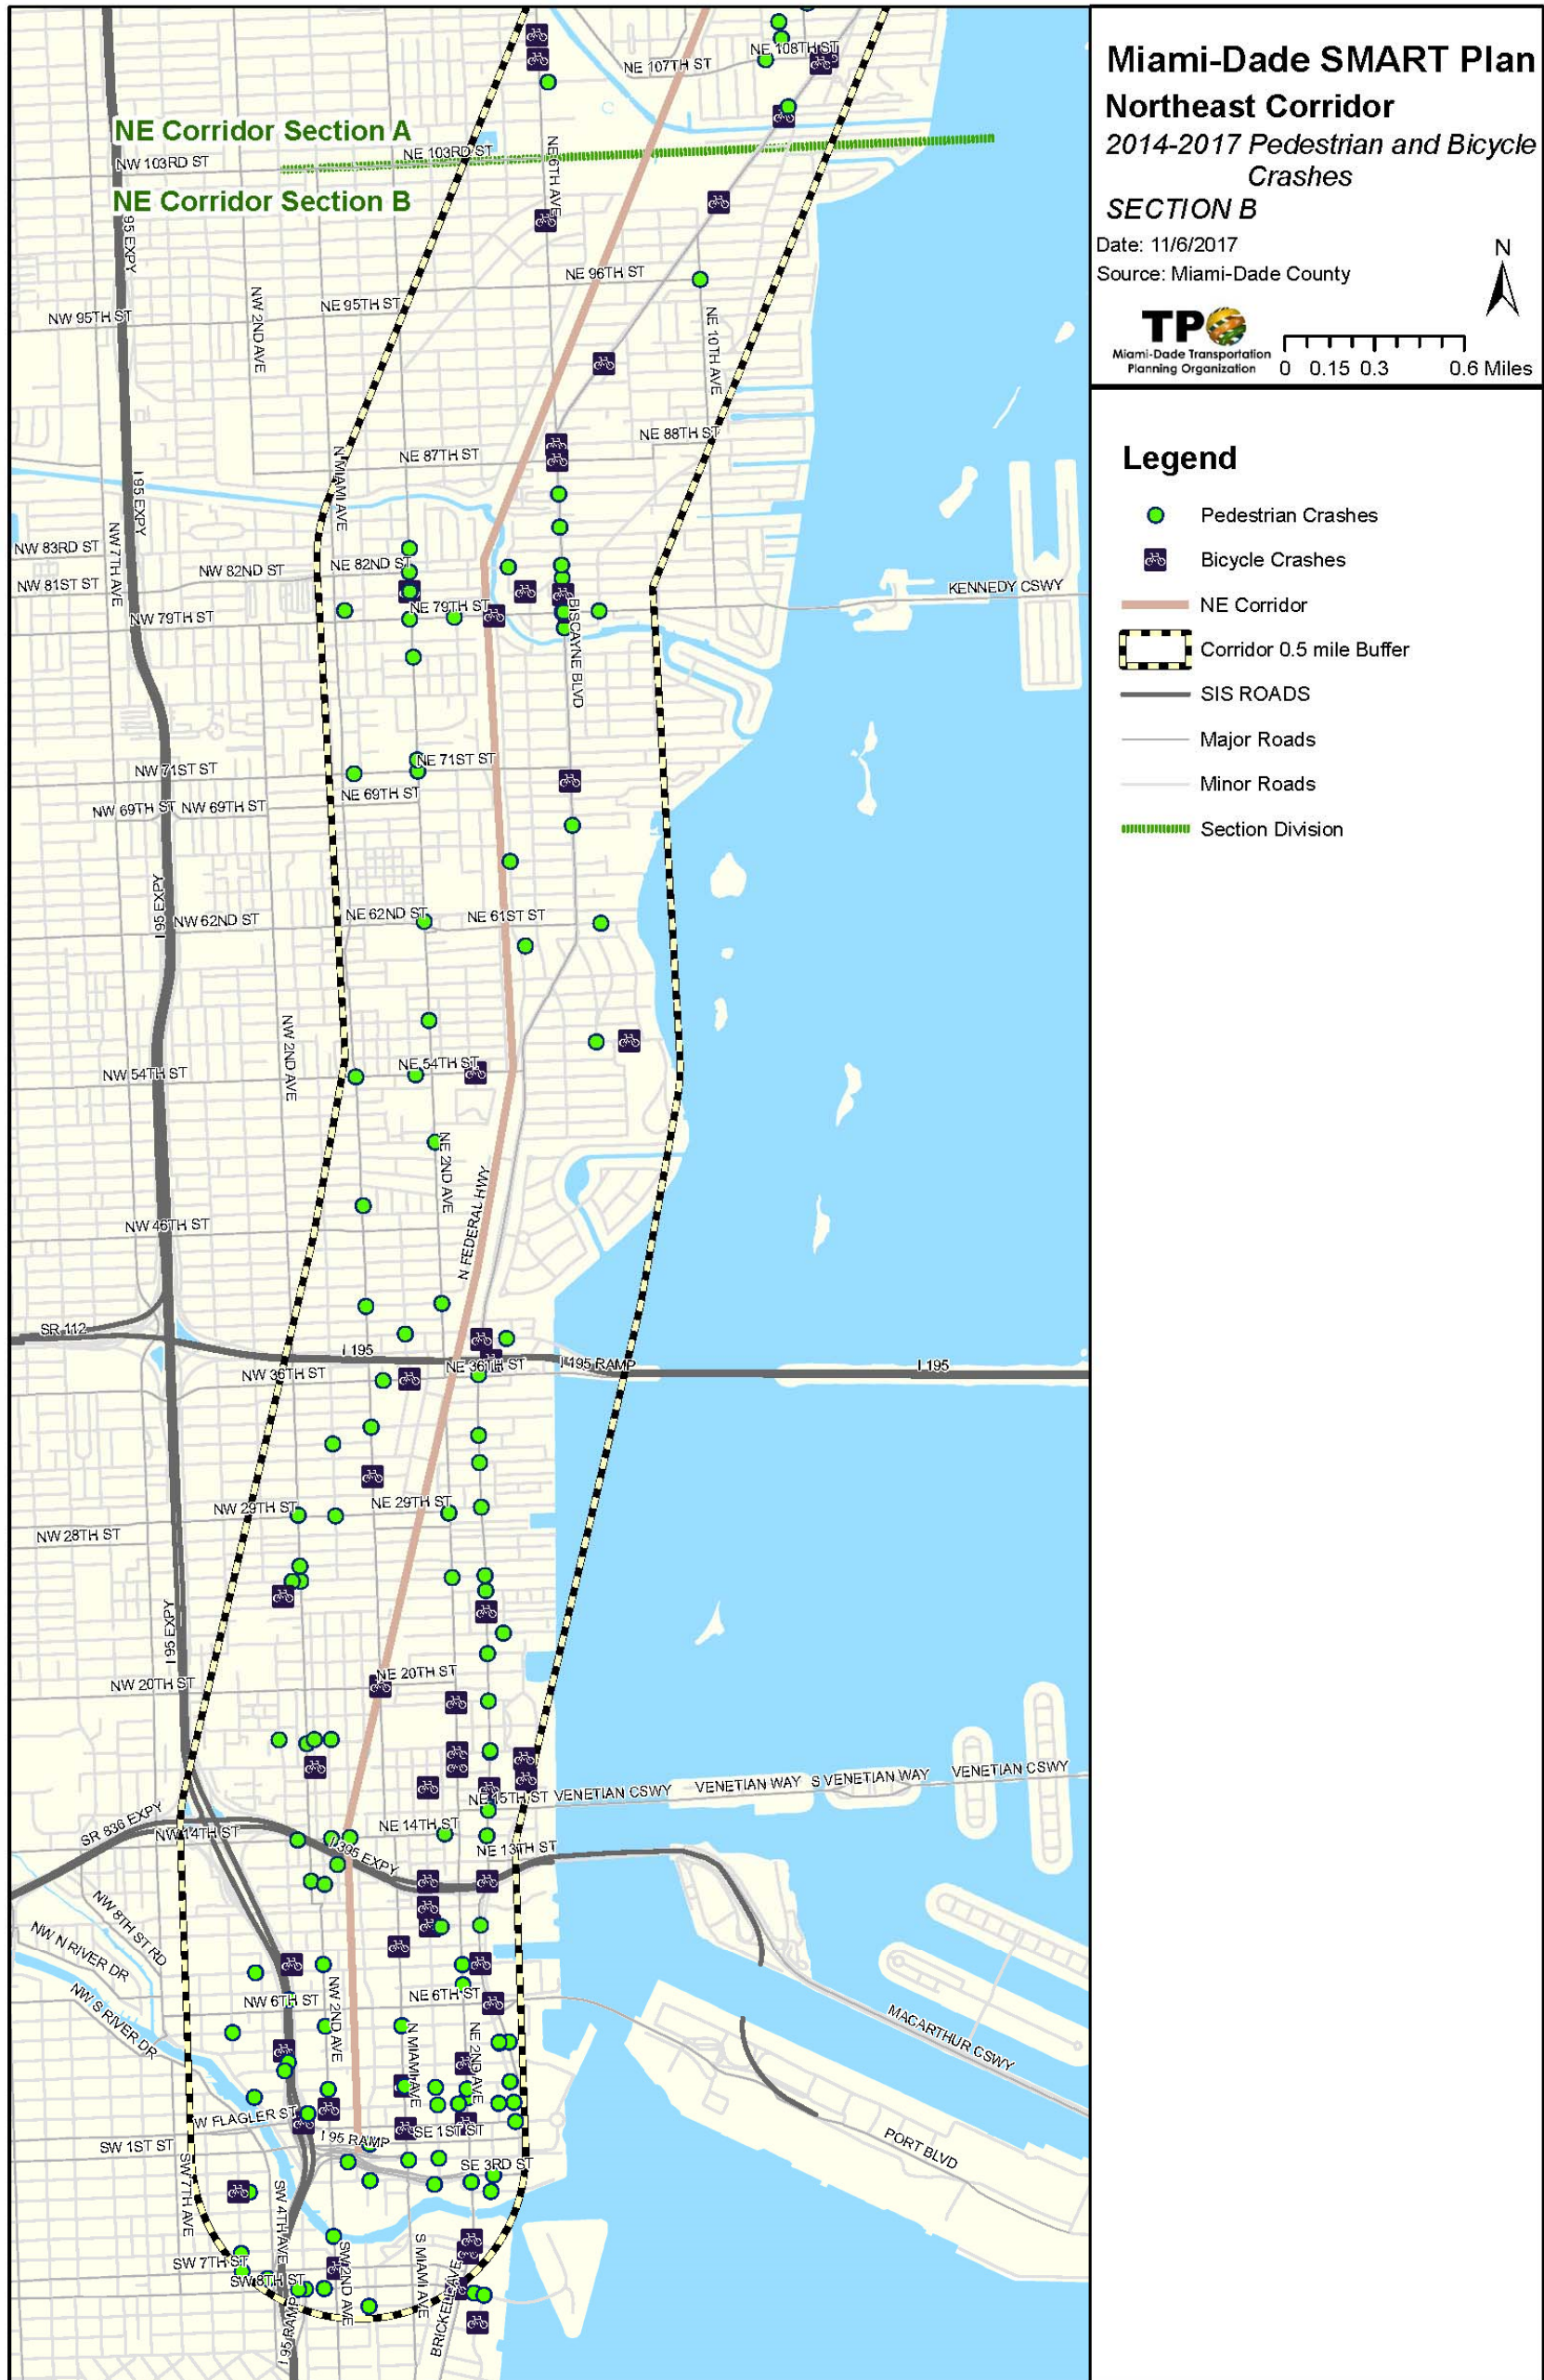 Miami-Dade SMART Plan
Northeast Corridor
2014-2017 Pedestrian and Bicycle
Crashes
SECTION B
Date: 11/6/2017
Source: Miami-Dade County
N
TPO
Miami-Dade Transportation
Planning Organization
0 0.15 0.3 0.6 Miles
Legend
Pedestrian Crashes
Bicycle Crashes
NE Corridor
Corridor 0.5 mile Buffer
SIS ROADS
Major Roads
Minor Roads
Section Division
NE 108TH ST
NE 107TH ST
NE Corridor Section A
NW 103RD ST
NE 103RD ST
NE 6TH AVE
NE Corridor Section B
95 EXPY
NE 96TH ST
NE 95TH ST
NW 95TH ST
NW 2ND AVE
NE 10TH AVE
NE 88TH ST
NE 87TH ST
N MIAMI AVE
I 95 EXPY
NW 7TH AVE
NW 83RD ST
NE 82ND ST
NW 82ND ST
NW 81ST ST
KENNEDY CSWY
NE 79TH ST
NW 79TH ST
BISCAYNE BLVD
NE 71ST ST
NW 71ST ST
NE 69TH ST
NW 69TH ST
NW 69TH ST
I 95 EXPY
NE 62ND ST
NE 61ST ST
NW 62ND ST
NW 2ND AVE
NE 54TH ST
NW 54TH ST
NE 2ND AVE
N FEDERAL HWY
NW 46TH ST
SR 112
I 195
NE 36TH ST
I 195 RAMP
I 195
NW 36TH ST
NE 29TH ST
NW 29TH ST
NW 28TH ST
I 95 EXPY
NE 20TH ST
NW 20TH ST
NE 15TH ST
VENETIAN CSWY
VENETIAN WAY
S VENETIAN WAY
VENETIAN CSWY
SR 836 EXPY
NW 14TH ST
NE 14TH ST
NE 13TH ST
I 395 EXPY
NW 8TH ST RD
NW N RIVER DR
NW S RIVER DR
NW 6TH ST
NE 6TH ST
NW 2ND AVE
N MIAMI AVE
NE 2ND AVE
MACARTHUR CSWY
PORT BLVD
W FLAGLER ST
SE 1ST ST
I 95 RAMP
SW 1ST ST
SE 3RD ST
SW 7TH AVE
SW 4TH AVE
SW 7TH ST
SW 8TH ST
SW 2ND AVE
S MIAMI AVE
BRICKELL AVE
I 95 RAMP